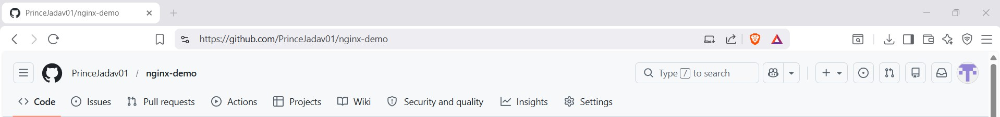 PrinceJadav01/nginx-demo
https://github.com/PrinceJadav01/nginx-demo
PrinceJadav01 / nginx-demo Type / to search
Code Issues Pull requests Actions Projects Wiki Security and quality Insights Settings